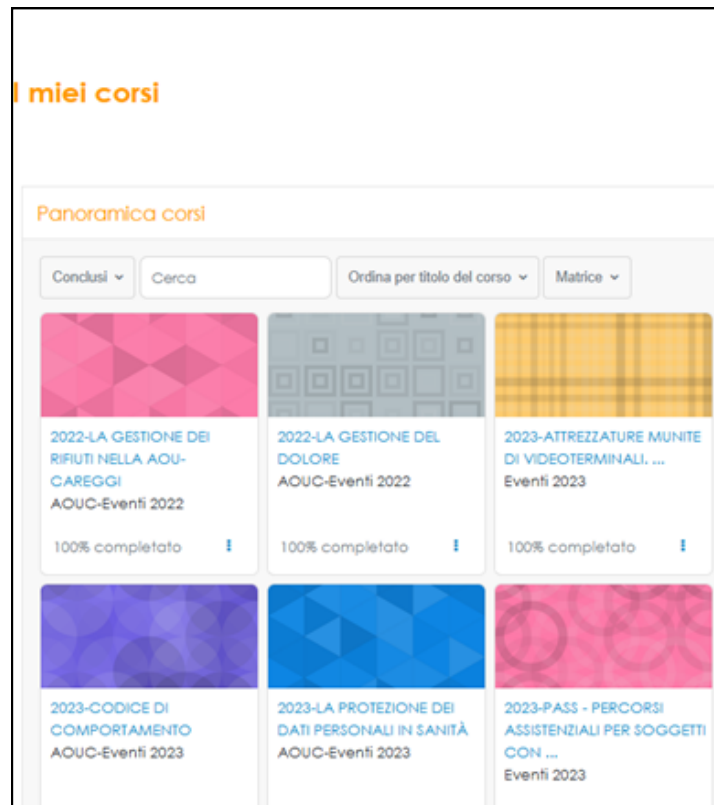 I miei corsi
Panoramica corsi
Conclusi
Cerca
Ordina per titolo del corso
Matrice
2022-LA GESTIONE DEI
RIFIUTI NELLA AOU-
CAREGGI
AOUC-Eventi 2022
100% completato
2022-LA GESTIONE DEL
DOLORE
AOUC-Eventi 2022
100% completato
2023-ATTREZZATURE MUNITE
DI VIDEOTERMINALI. ...
Eventi 2023
100% completato
2023-CODICE DI
COMPORTAMENTO
AOUC-Eventi 2023
2023-LA PROTEZIONE DEI
DATI PERSONALI IN SANITÀ
AOUC-Eventi 2023
2023-PASS - PERCORSI
ASSISTENZIALI PER SOGGETTI
CON ...
Eventi 2023